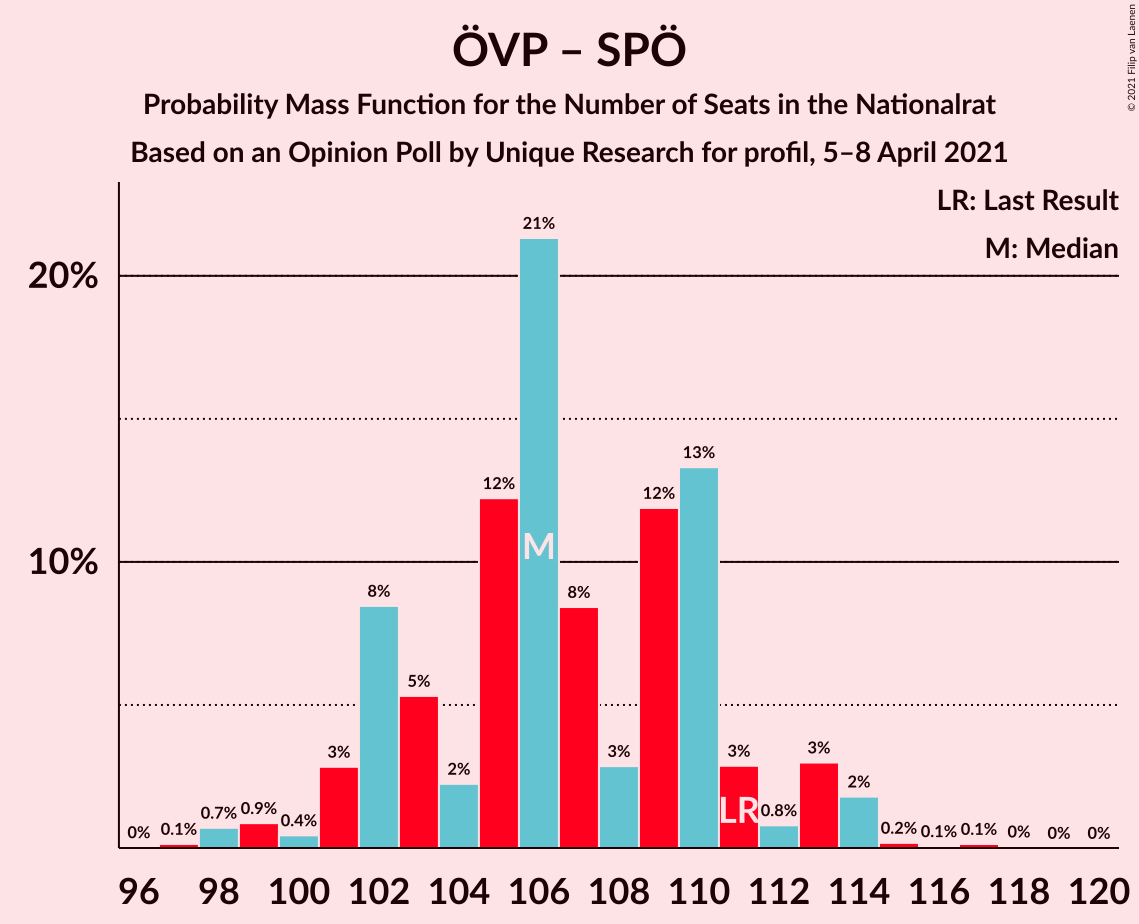 ÖVP – SPÖ
Probability Mass Function for the Number of Seats in the Nationalrat
Based on an Opinion Poll by Unique Research for profil, 5–8 April 2021
© 2021 Filip van Laenen
LR: Last Result
M: Median
20%
10%
0% 0.1% 0.7% 0.9% 0.4% 3% 8% 5% 2% 12% 21% 8% 3% 12% 13% 3% 0.8% 3% 2% 0.2% 0.1% 0.1% 0% 0% 0%
M
LR
96 98 100 102 104 106 108 110 112 114 116 118 120